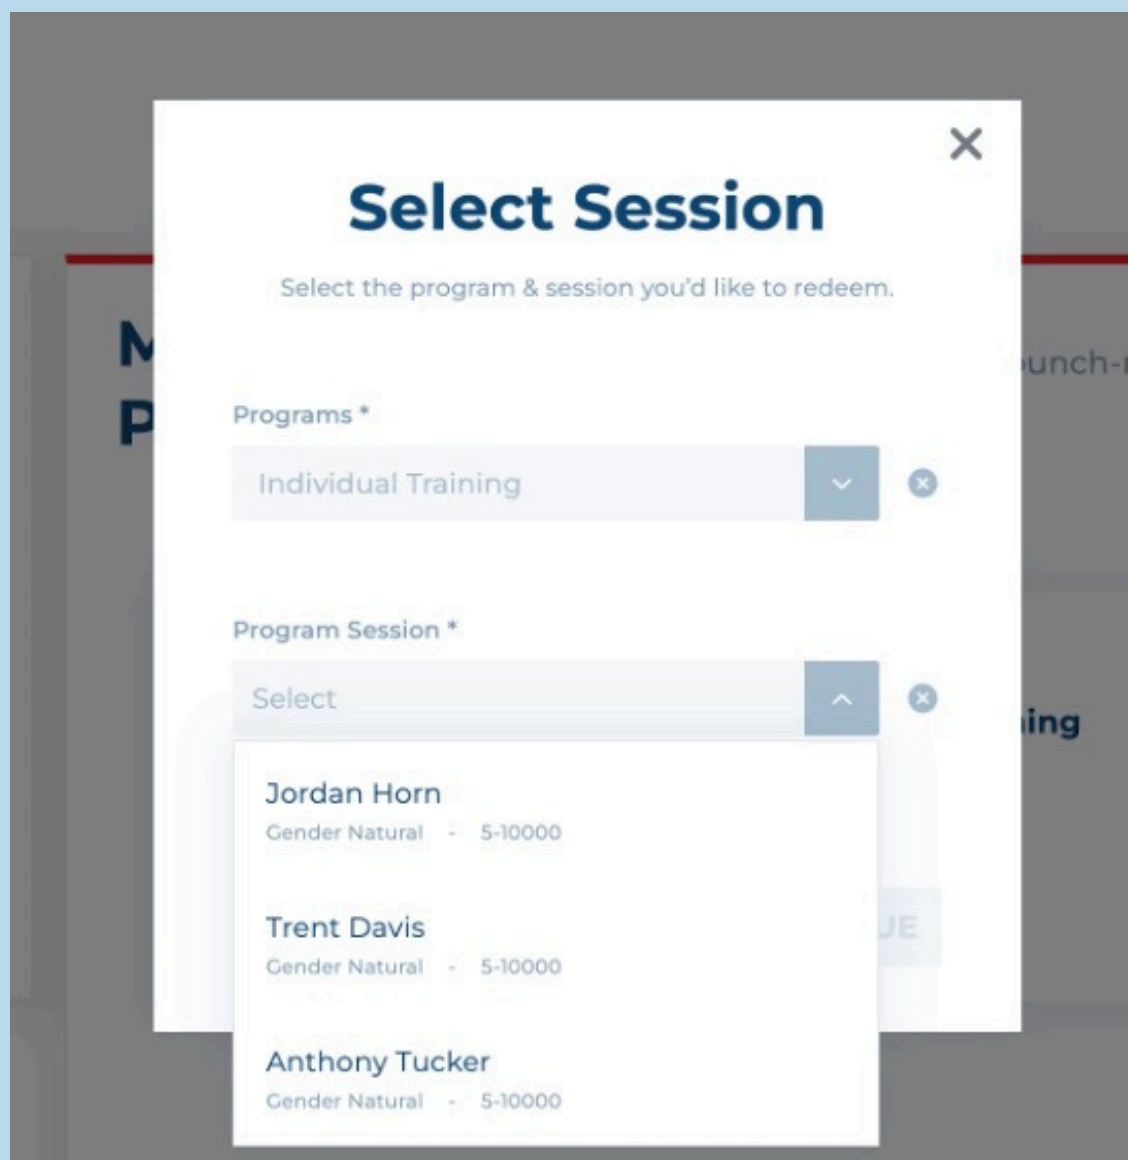 Select Session
Select the program & session you'd like to redeem.
Programs *
Individual Training
Program Session *
Select
Jordan Horn
Gender Natural - 5-10000
Trent Davis
Gender Natural - 5-10000
Anthony Tucker
Gender Natural - 5-10000